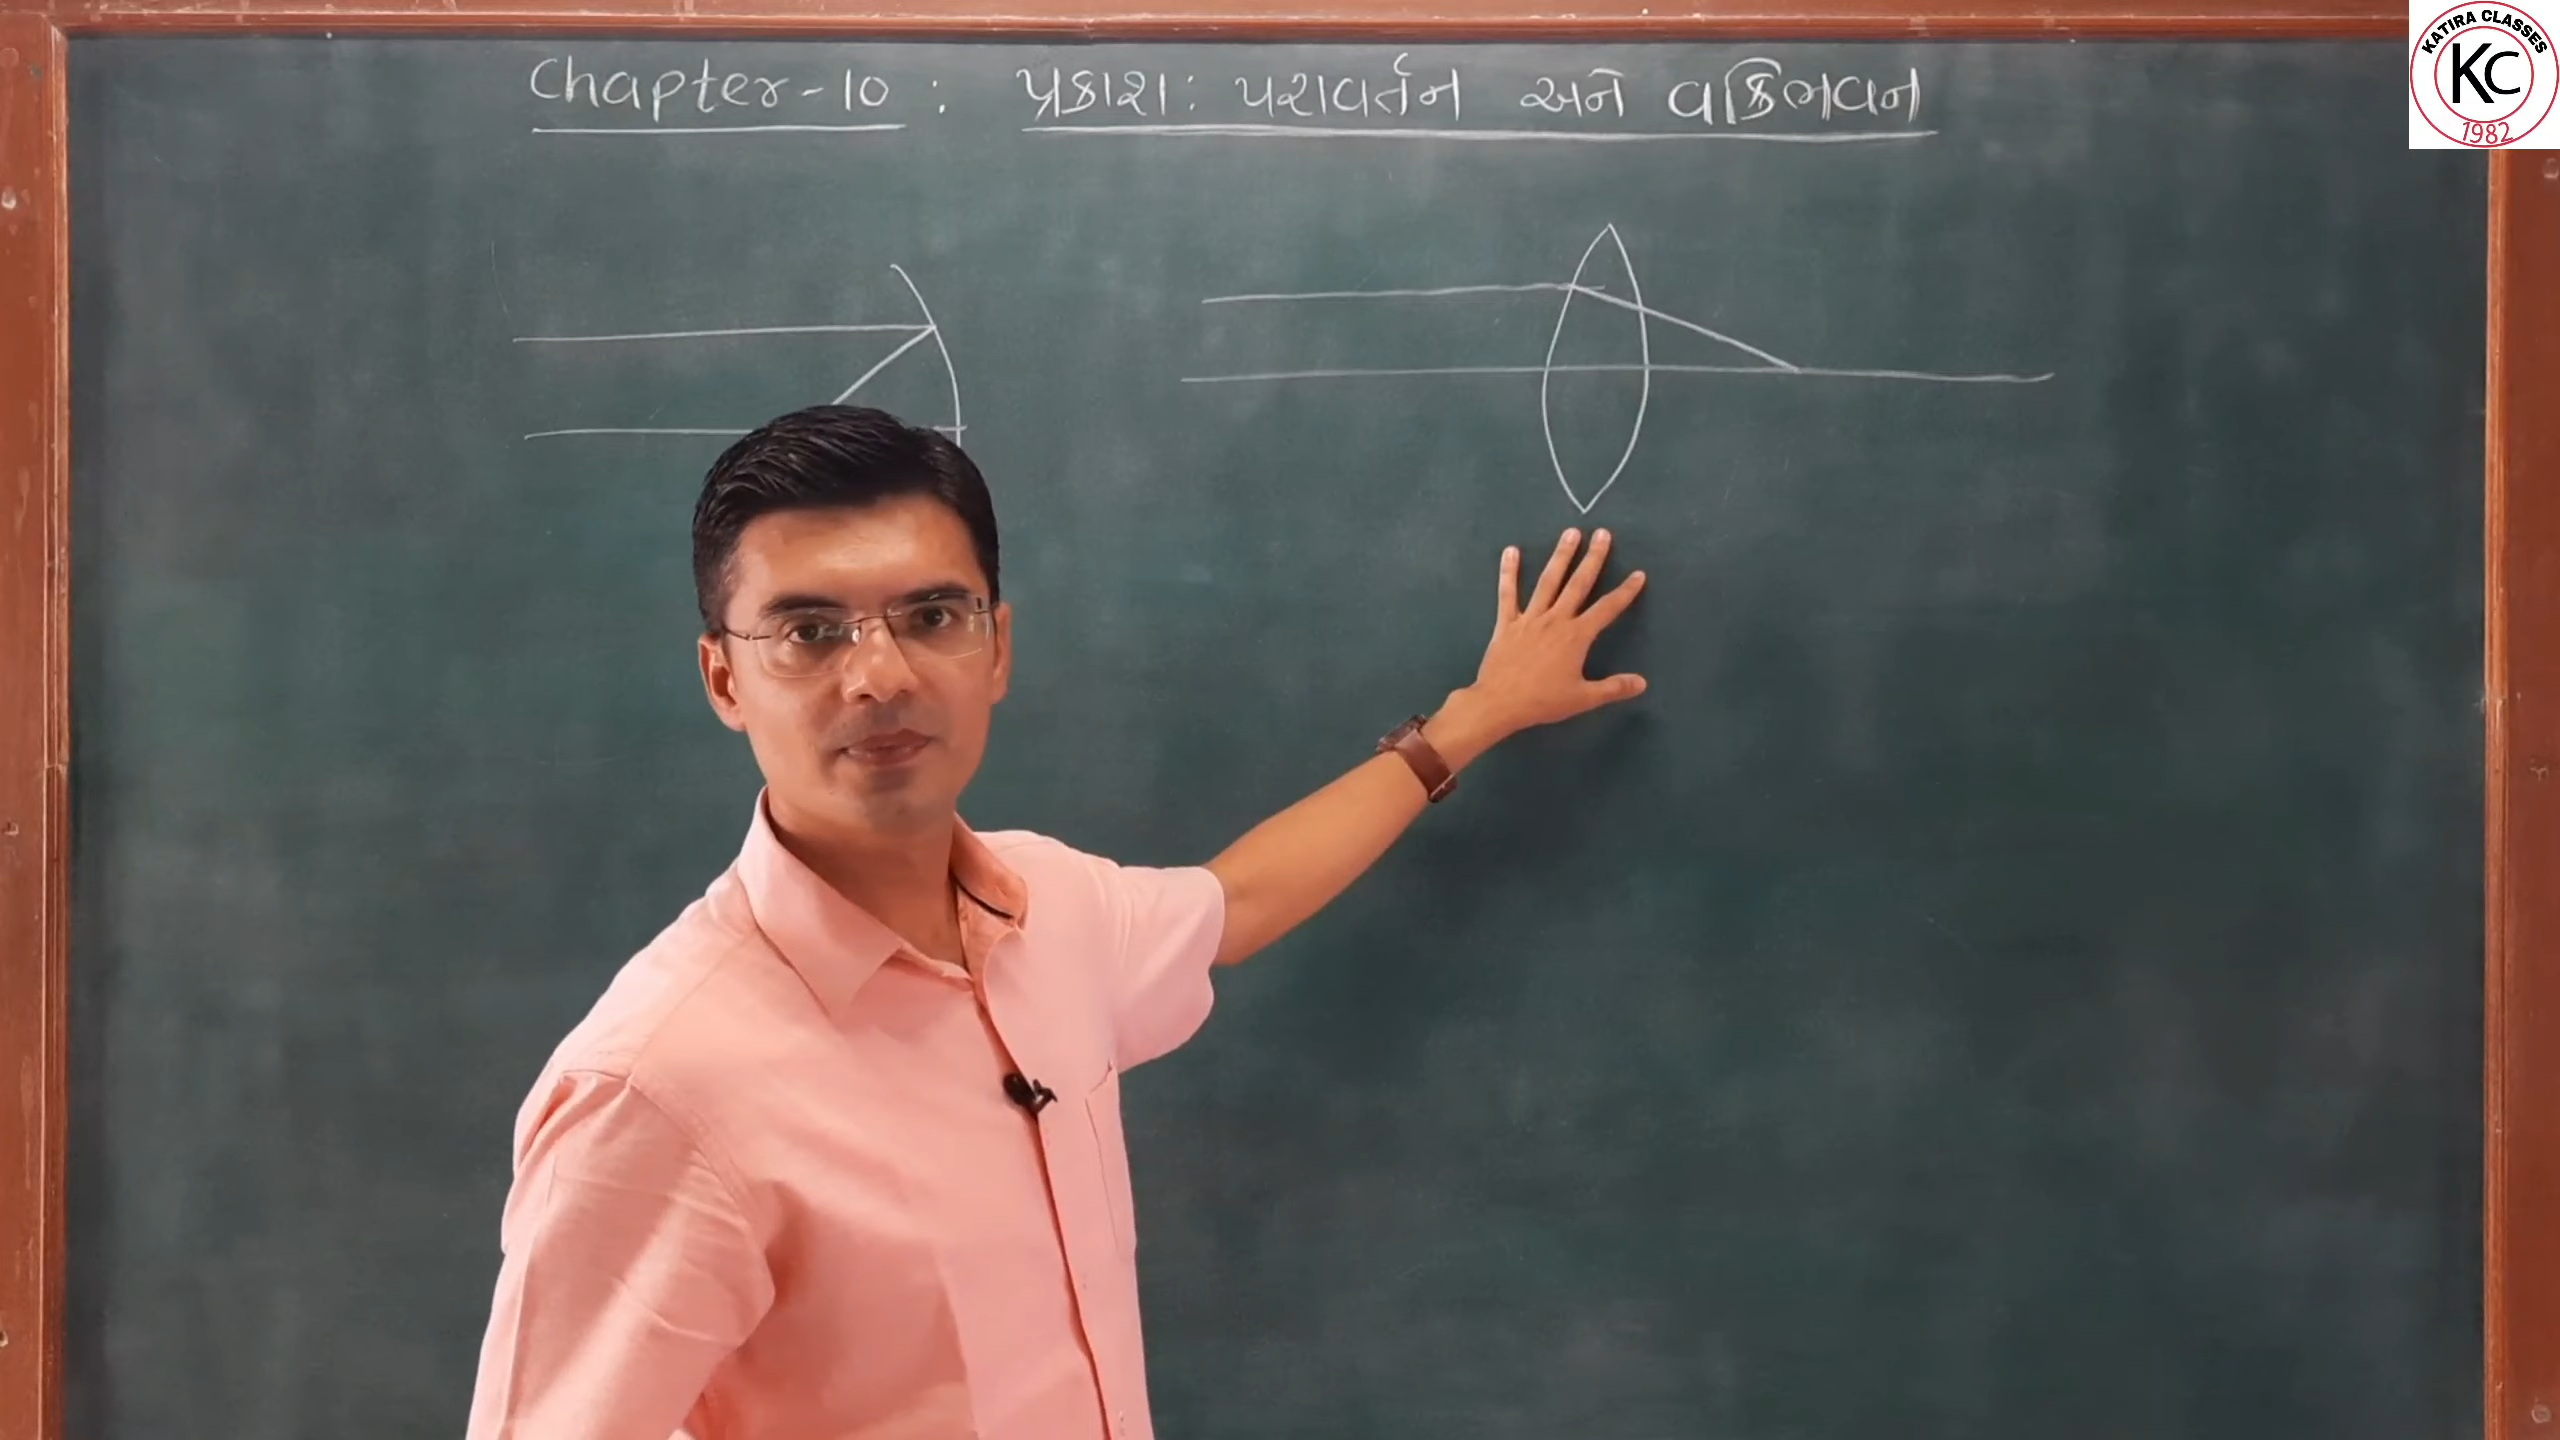 Chapter-10 : પ્રકાશ: પરાવર્તન અને વક્રિભવન
KATIRA CLASSES
KC
1982